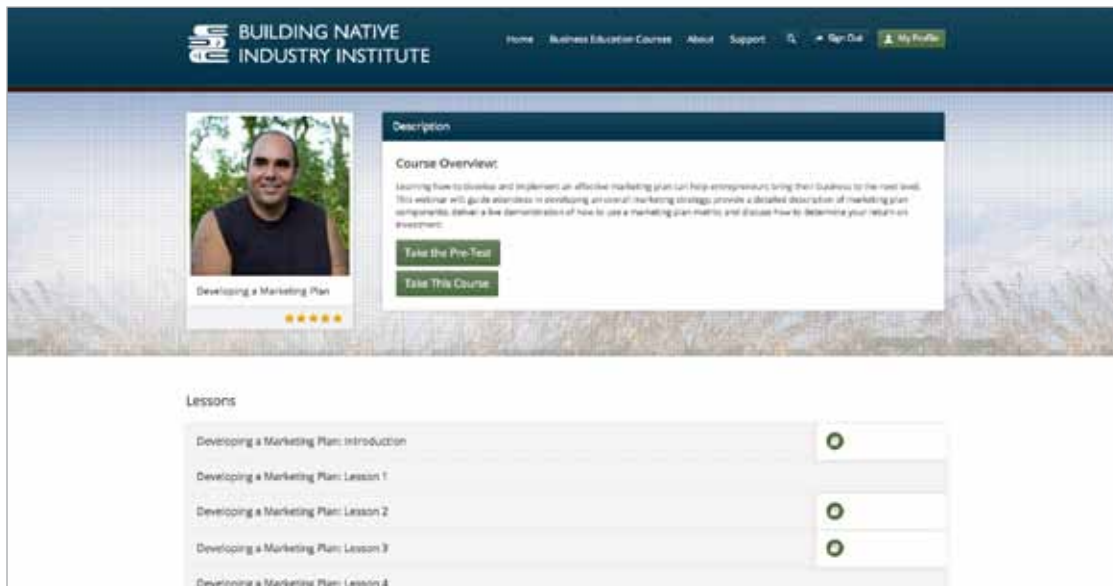 BUILDING NATIVE
INDUSTRY INSTITUTE
Home Business Education Courses About Support Sign Out My Profile
Description
Course Overview:
Learning how to develop and implement an effective marketing plan can help entrepreneurs bring their business to the next level.
This webinar will guide attendees in developing an overall marketing strategy, provide a detailed description of marketing plan
components, deliver a live demonstration of how to use a marketing plan matrix, and discuss how to determine your return on
investment.
Take the Pre-Test
Take This Course
Developing a Marketing Plan
Lessons
Developing a Marketing Plan: Introduction
Developing a Marketing Plan: Lesson 1
Developing a Marketing Plan: Lesson 2
Developing a Marketing Plan: Lesson 3
Developing a Marketing Plan: Lesson 4